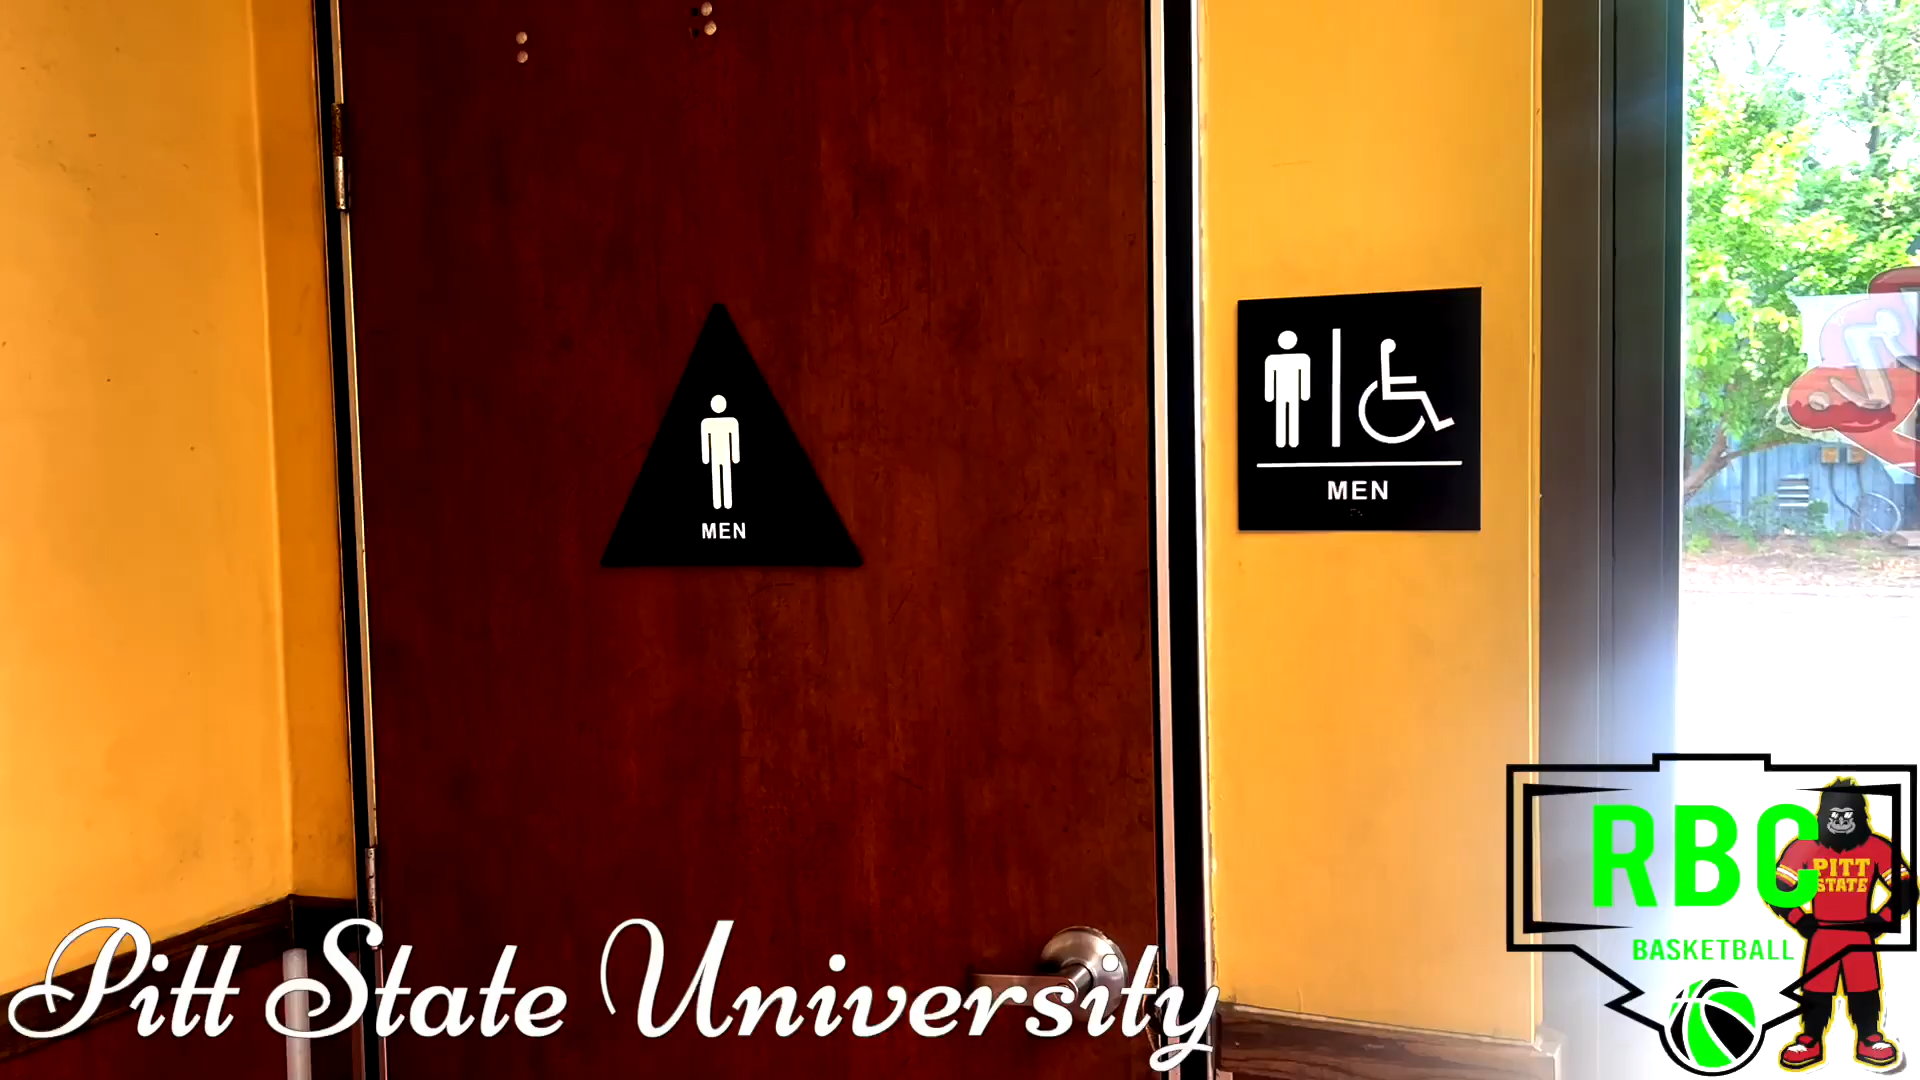 MEN
MEN
Pitt State University
RBC
BASKETBALL
PITT
STATE